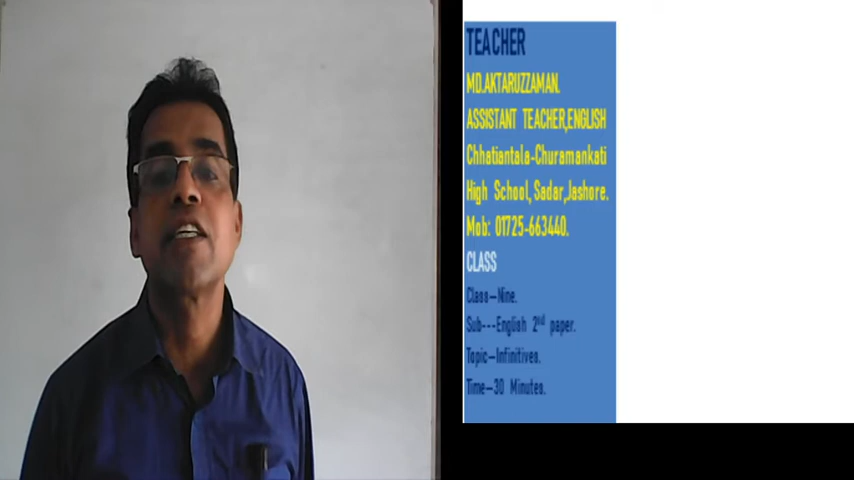 TEACHER
MD.AKTARUZZAMAN.
ASSISTANT TEACHER,ENGLISH
Chhatiantala-Churamankati
High School, Sadar,Jashore.
Mob: 01725-663440.
CLASS
Class—Nine.
Sub---English 2nd paper.
Topic—Infinitives.
Time—30 Minutes.